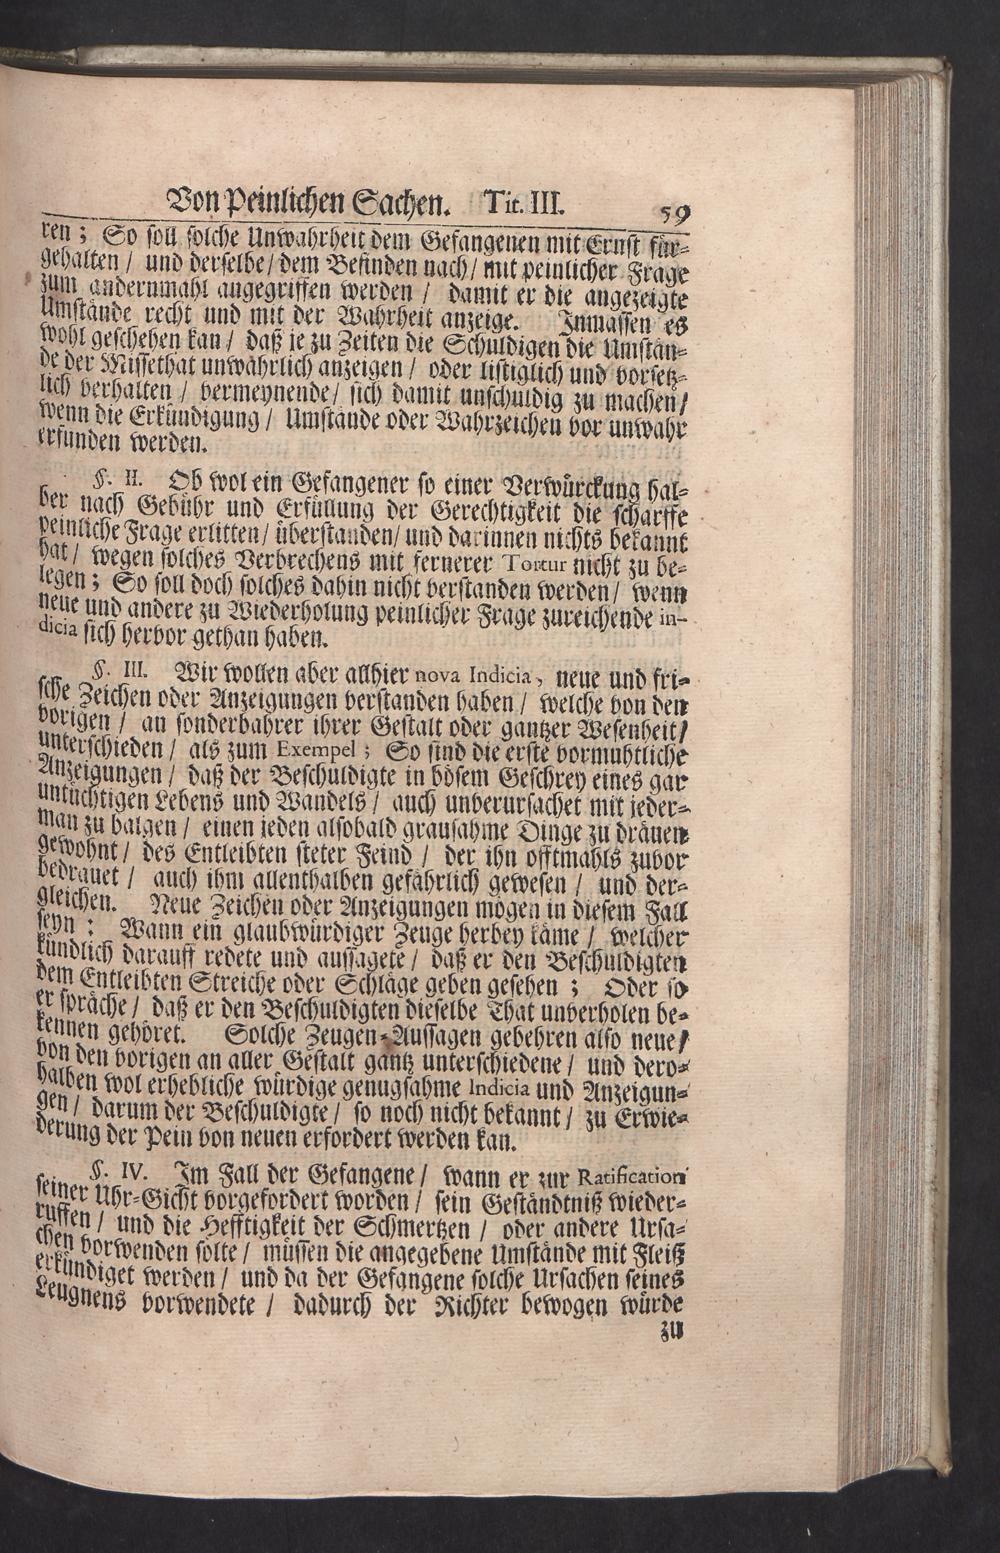 Von Peinlichen Sachen. Tit. III. 59
ren; So soll solche Unwahrheit dem Gefangenen mit Ernst für-
gehalten / und derselbe / dem Befinden nach / mit peinlicher Frage
zum andernmahl angegriffen werden / damit er die angezeigte
Umstände recht und mit der Wahrheit anzeige. Inmassen es
wohl geschehen kan / daß je zu Zeiten die Schuldigen die Umstän-
de der Missethat unwahrlich anzeigen / oder listiglich und vorsetz-
lich verhalten / vermeynende / sich damit unschuldig zu machen /
wenn die Erkündigung / Umstände oder Wahrzeichen vor unwahr
erfunden werden.
§. II. Ob wol ein Gefangener so einer Verwürckung hal-
ber nach Gebühr und Erfüllung der Gerechtigkeit die scharffe
peinliche Frage erlitten / überstanden / und darinnen nichts bekannt
hat / wegen solches Verbrechens mit fernerer Tortur nicht zu be-
legen; So soll doch solches dahin nicht verstanden werden / wenn
neue und andere zu Wiederholung peinlicher Frage zureichende in-
dicia sich hervor gethan haben.
§. III. Wir wollen aber allhier nova Indicia, neue und fri-
sche Zeichen oder Anzeigungen verstanden haben / welche von den
vorigen / an sonderbahrer ihrer Gestalt oder gantzer Wesenheit /
unterschieden / als zum Exempel; So sind die erste vormuhtliche
Anzeigungen / daß der Beschuldigte in bösem Geschrey eines gar
untüchtigen Lebens und Wandels / auch unverursachet mit jeder-
man zu balgen / einen jeden alsobald grausahme Dinge zu dräuen
gewohnt / des Entleibten steter Feind / der ihn offtmahls zuvor
bedrauet / auch ihm allenthalben gefährlich gewesen / und der-
gleichen. Neue Zeichen oder Anzeigungen mögen in diesem Fall
seyn: Wann ein glaubwürdiger Zeuge herbey käme / welcher
kündlich darauff redete und aussagete / daß er den Beschuldigten
dem Entleibten Streiche oder Schläge geben gesehen; Oder so
er spräche / daß er den Beschuldigten dieselbe That unverholen be-
kennen gehöret. Solche Zeugen-Aussagen gebehren also neue /
von den vorigen an aller Gestalt gäntz unterschiedene / und dero-
halben wol erhebliche würdige genugsahme Indicia und Anzeigun-
gen / darum der Beschuldigte / so noch nicht bekannt / zu Erwie-
derung der Pein von neuen erfordert werden kan.
§. IV. Im Fall der Gefangene / wann er zur Ratification
seiner Uhr-Gicht vorgefordert worden / sein Geständtniß wieder-
ruffen / und die Hefftigkeit der Schmertzen / oder andere Ursa-
chen vorwenden solte / müssen die angegebene Umstände mit Fleiß
erkündiget werden / und da der Gefangene solche Ursachen seines
Leugnens vorwendete / dadurch der Richter bewogen würde
zu